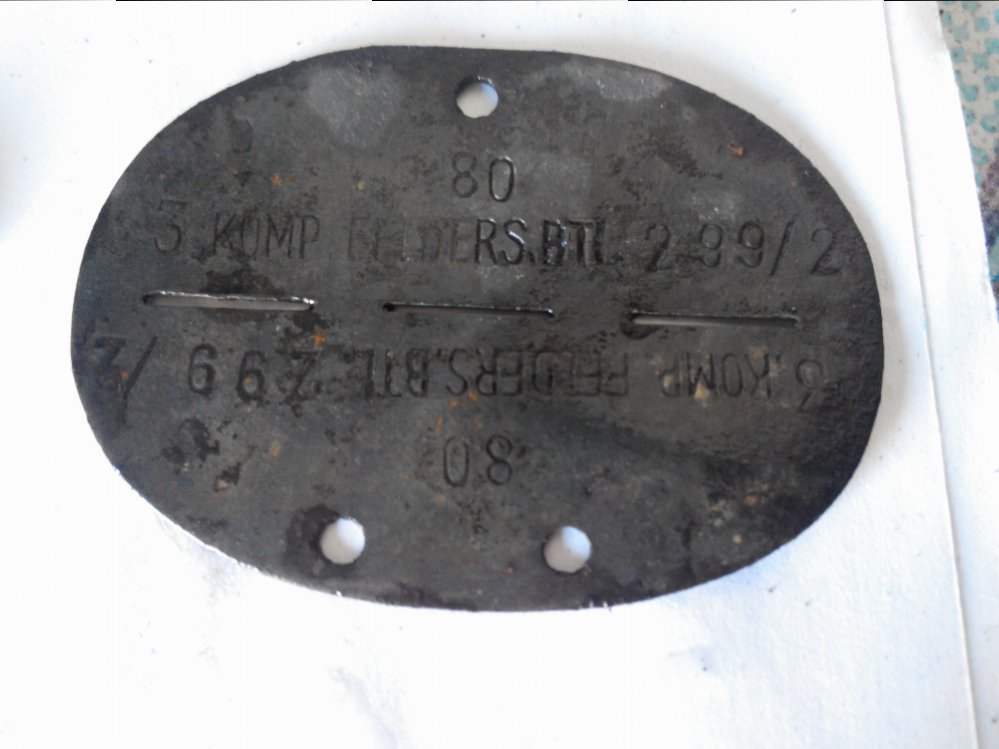 80
3 KOMP. FELDERS.BTL. 299/2
3.KOMP. FELDERS.BTL. 299 /2
80